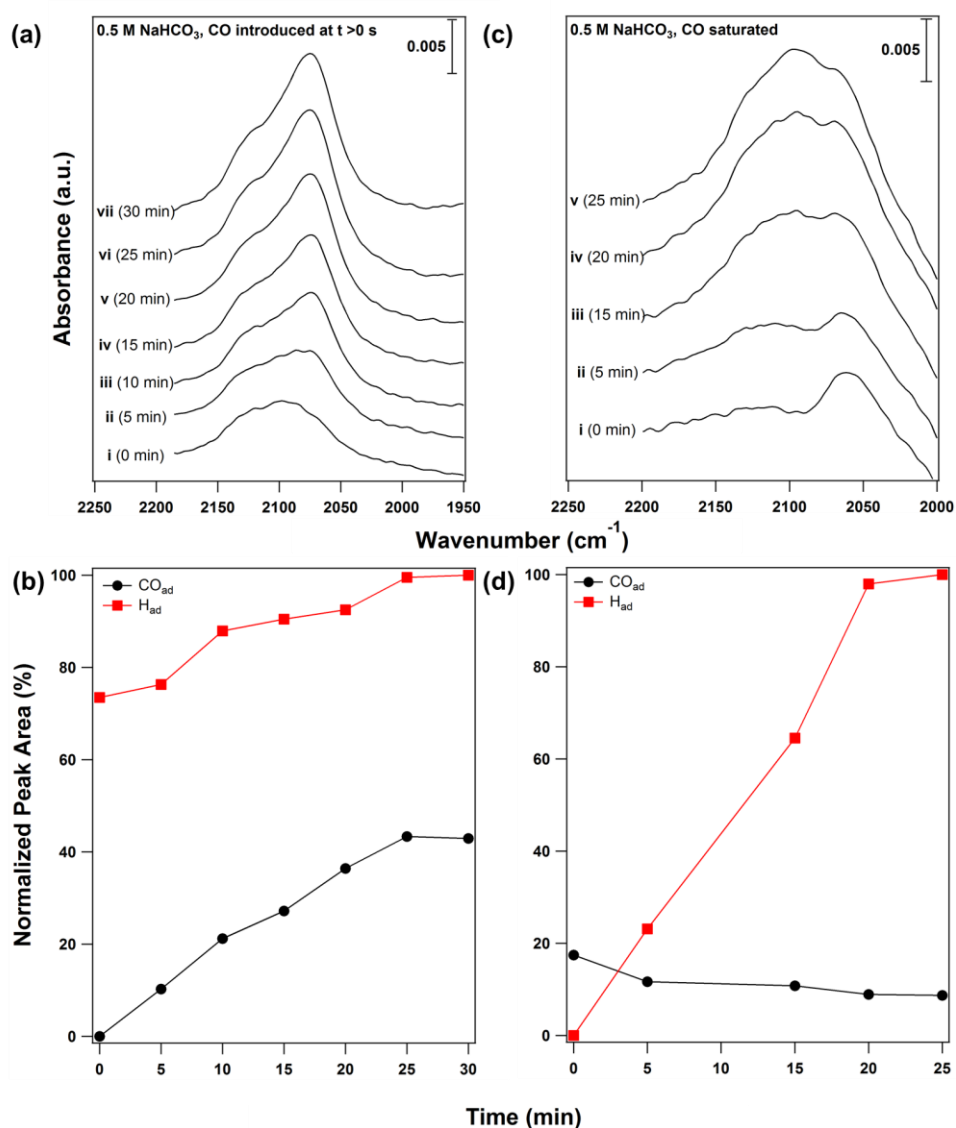 (a)
0.5 M NaHCO3, CO introduced at t >0 s
0.005
vii (30 min)
vi (25 min)
v (20 min)
iv (15 min)
iii (10 min)
ii (5 min)
i (0 min)
2250 2200 2150 2100 2050 2000 1950
(c)
0.5 M NaHCO3, CO saturated
0.005
v (25 min)
iv (20 min)
iii (15 min)
ii (5 min)
i (0 min)
2250 2200 2150 2100 2050 2000
Absorbance (a.u.)
Wavenumber (cm-1)
(b)
COad
Had
100
80
60
40
20
0
0 5 10 15 20 25 30
(d)
COad
Had
100
80
60
40
20
0
0 5 10 15 20 25
Normalized Peak Area (%)
Time (min)